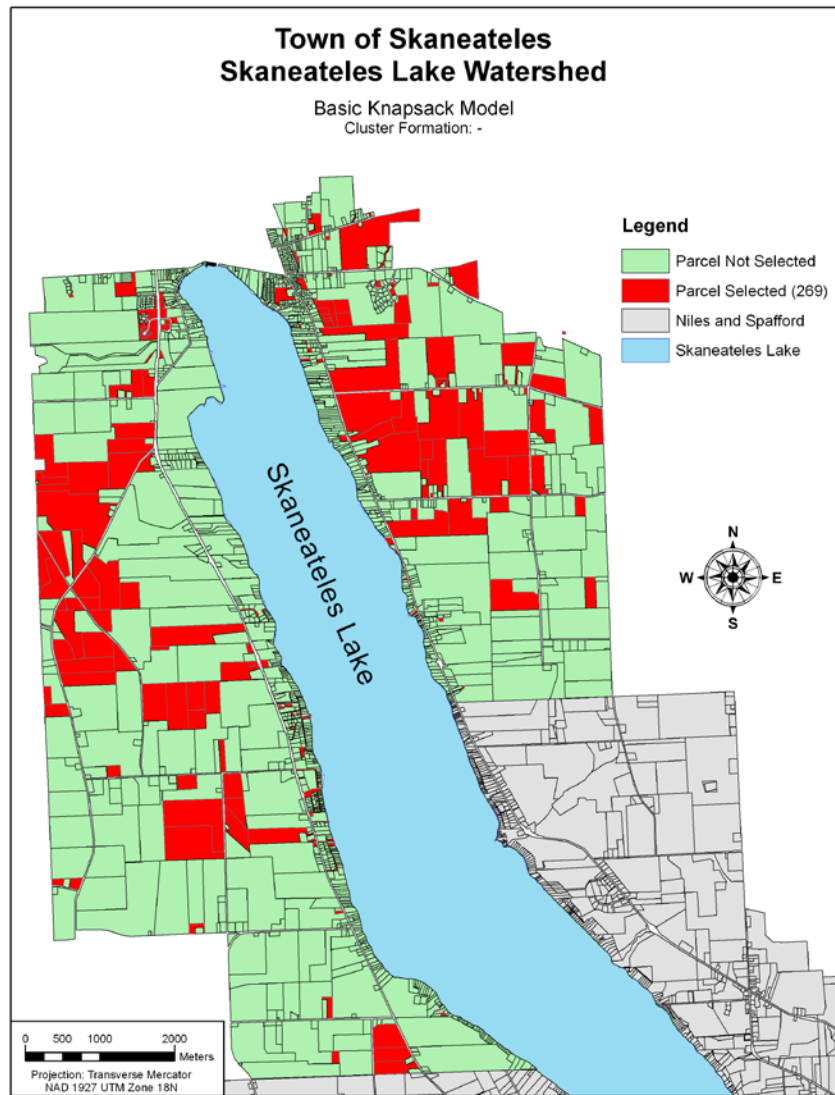 Town of Skaneateles
Skaneateles Lake Watershed
Basic Knapsack Model
Cluster Formation: -
Legend
Parcel Not Selected
Parcel Selected (269)
Niles and Spafford
Skaneateles Lake
Skaneateles Lake
N
W E
S
0 500 1000 2000
Meters
Projection: Transverse Mercator
NAD 1927 UTM Zone 18N